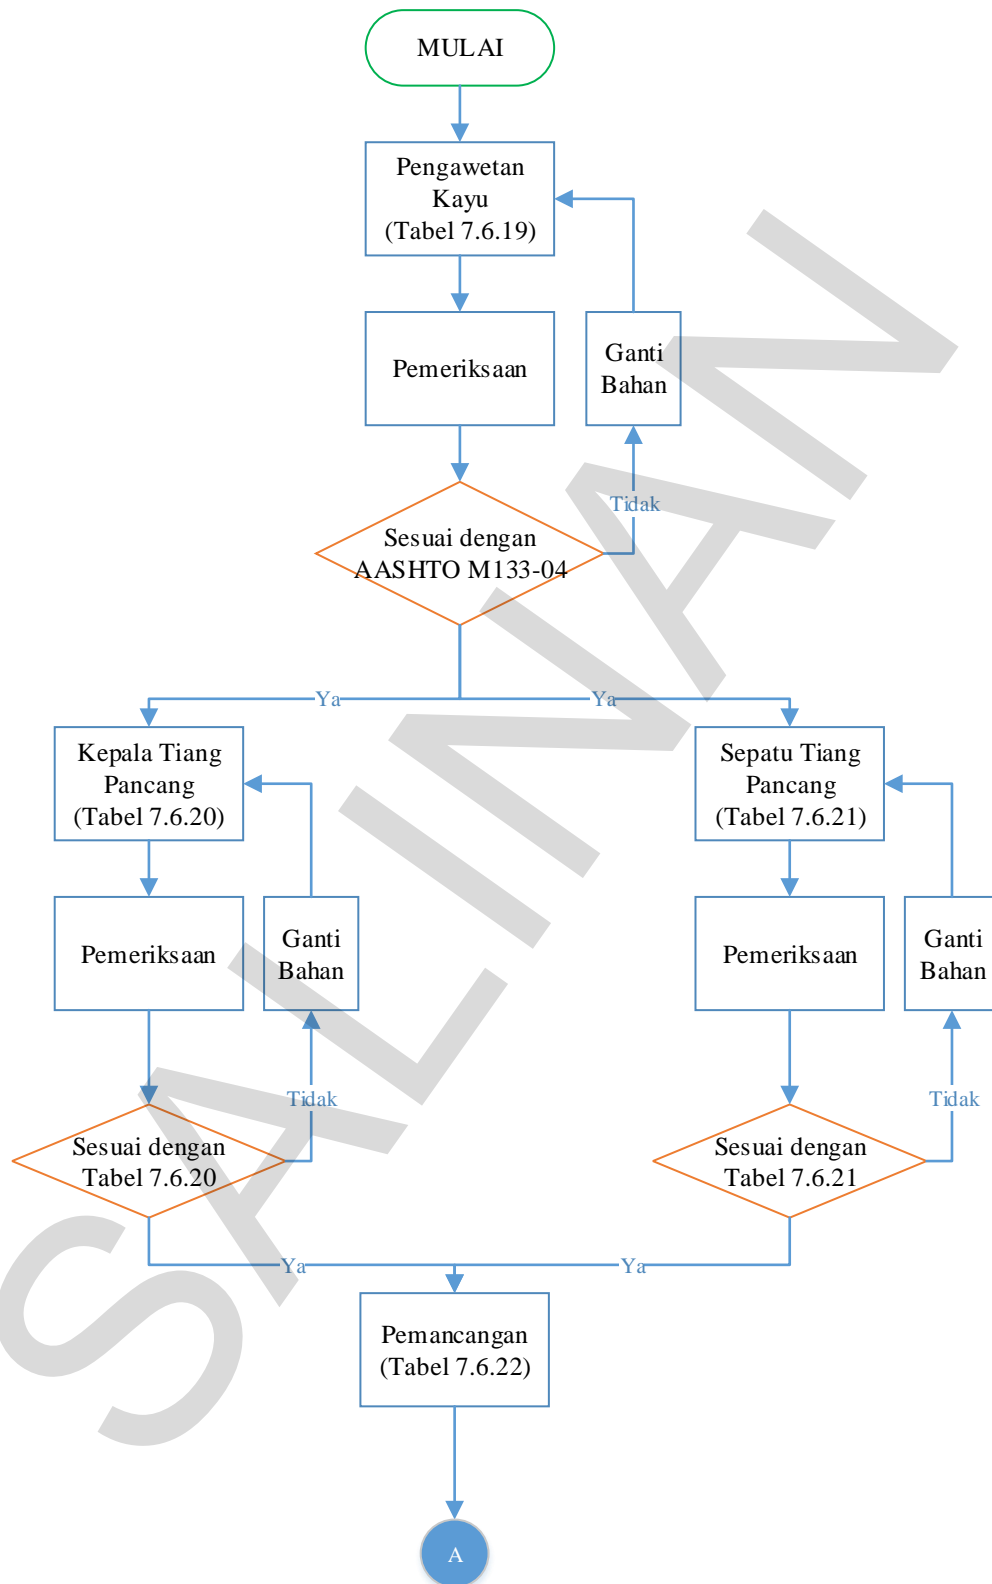 MULAI
Pengawetan
Kayu
(Tabel 7.6.19)
Pemeriksaan
Ganti
Bahan
Tidak
Sesuai dengan
AASHTO M133-04
Ya
Ya
Kepala Tiang
Pancang
(Tabel 7.6.20)
Sepatu Tiang
Pancang
(Tabel 7.6.21)
Pemeriksaan
Ganti
Bahan
Pemeriksaan
Ganti
Bahan
Tidak
Tidak
Sesuai dengan
Tabel 7.6.20
Sesuai dengan
Tabel 7.6.21
Ya
Ya
Pemancangan
(Tabel 7.6.22)
A
SALINAN